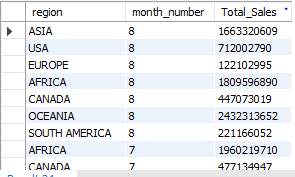 region month_number Total_Sales
ASIA 8 1663320609
USA 8 712002790
EUROPE 8 122102995
AFRICA 8 1809596890
CANADA 8 447073019
OCEANIA 8 2432313652
SOUTH AMERICA 8 221166052
AFRICA 7 1960219710
CANADA 7 477134947